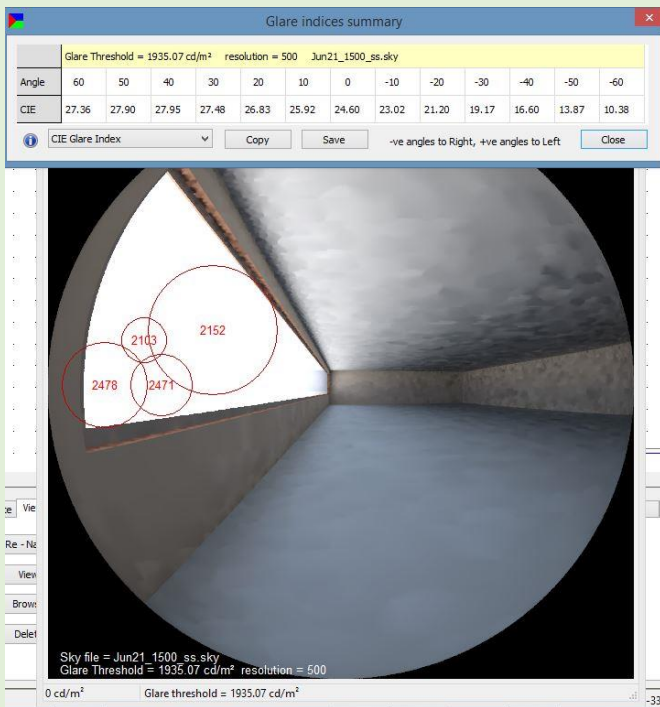 Glare indices summary
Glare Threshold = 1935.07 cd/m² resolution = 500 Jun21_1500_ss.sky
Angle 60 50 40 30 20 10 0 -10 -20 -30 -40 -50 -60
CIE 27.36 27.90 27.95 27.48 26.83 25.92 24.60 23.02 21.20 19.17 16.60 13.87 10.38
CIE Glare Index Copy Save -ve angles to Right, +ve angles to Left Close
2152
2103
2478 2471
Vie
Re - Na
View
Brows
Delet
Sky file = Jun21_1500_ss.sky
Glare Threshold = 1935.07 cd/m² resolution = 500
0 cd/m² Glare threshold = 1935.07 cd/m²
-33